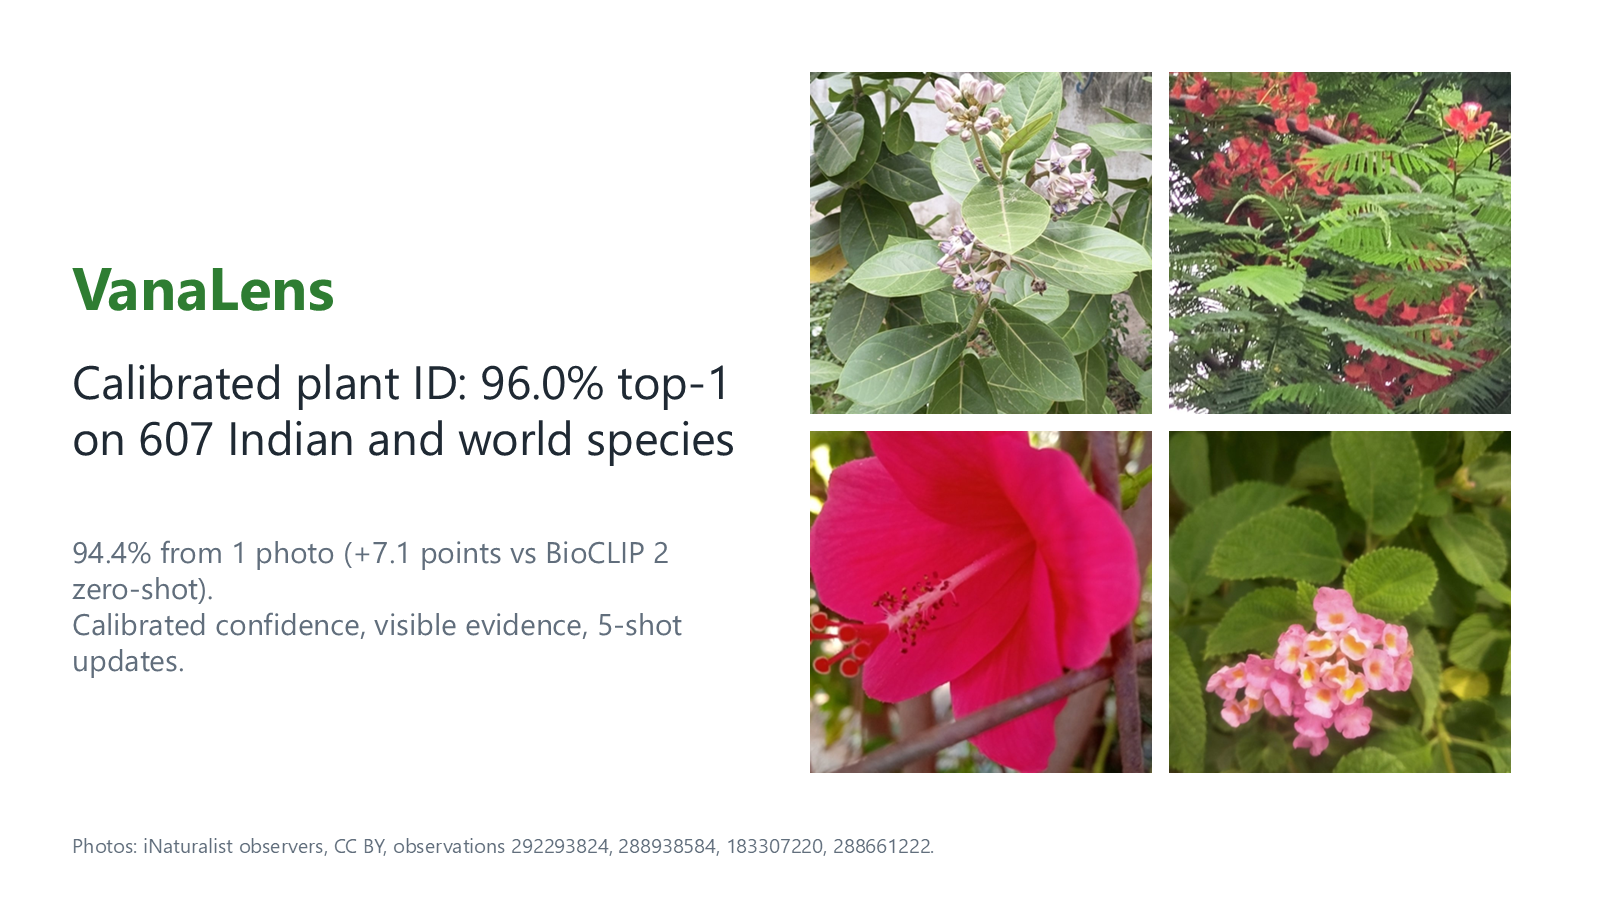 VanaLens
Calibrated plant ID: 96.0% top-1
on 607 Indian and world species
94.4% from 1 photo (+7.1 points vs BioCLIP 2
zero-shot).
Calibrated confidence, visible evidence, 5-shot
updates.
Photos: iNaturalist observers, CC BY, observations 292293824, 288938584, 183307220, 288661222.